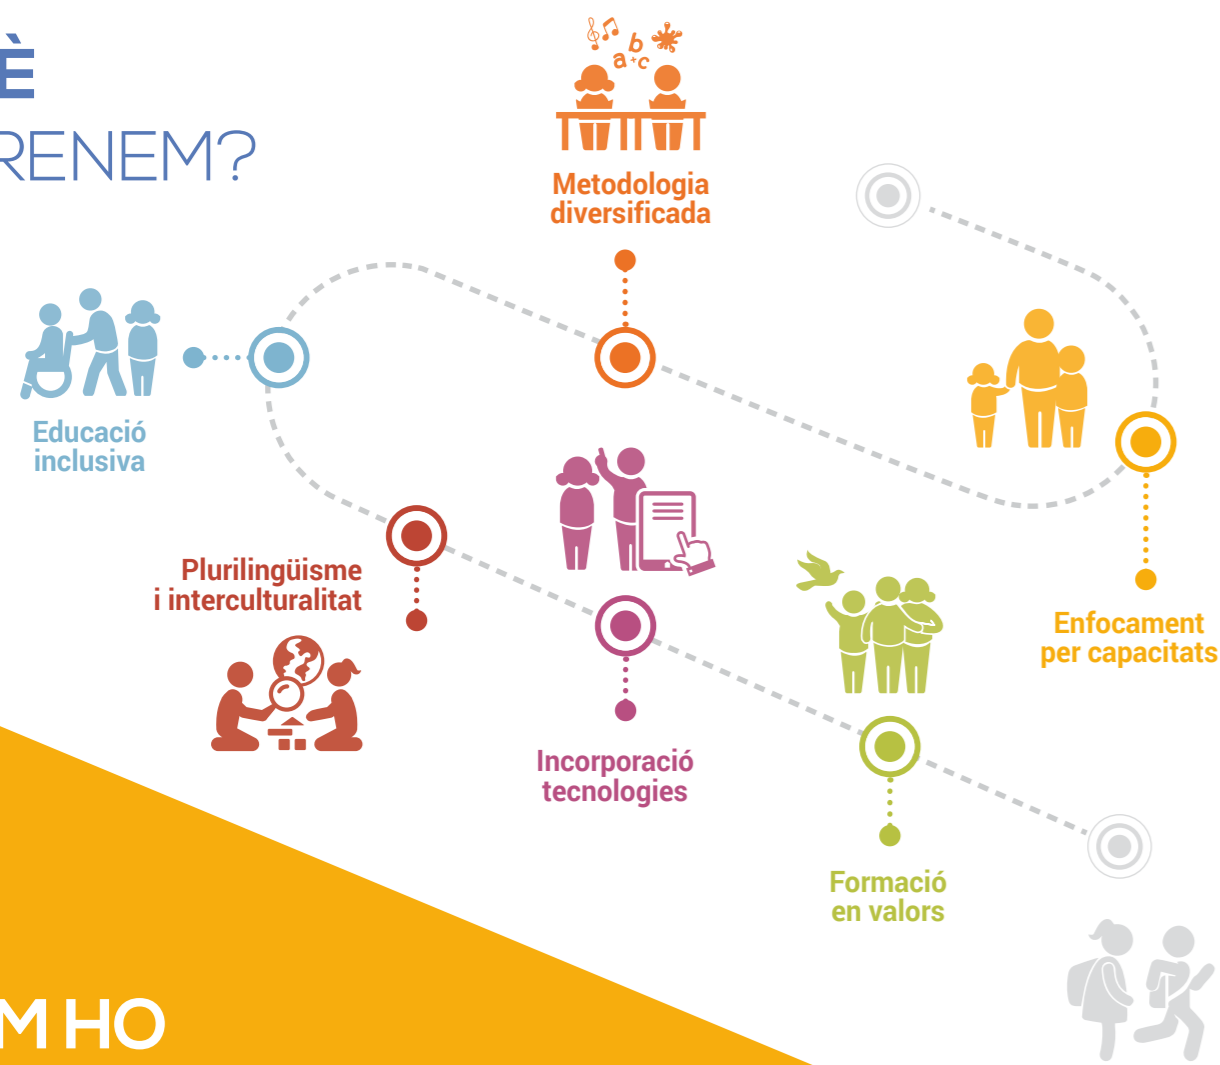 È
RENEM?
a b + c
Metodologia
diversificada
Educació
inclusiva
Plurilingüisme
i interculturalitat
Incorporació
tecnologies
Formació
en valors
Enfocament
per capacitats
M HO